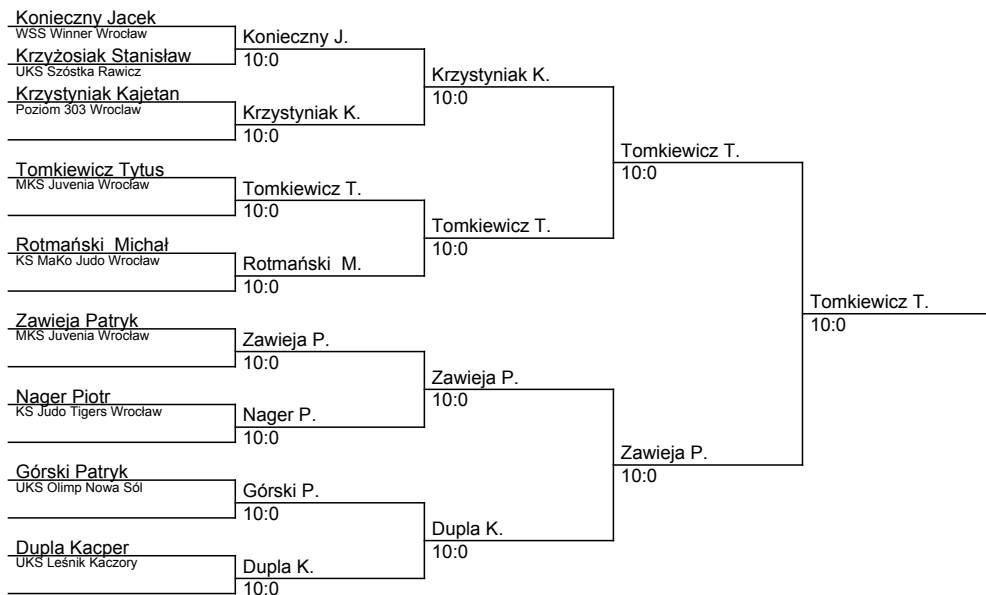 Konieczny Jacek
WSS Winner Wrocław
Krzyżosiak Stanisław
UKS Szóstka Rawicz
Krzystyniak Kajetan
Poziom 303 Wroclaw
Tomkiewicz Tytus
MKS Juvenia Wrocław
Rotmański  Michał
KS MaKo Judo Wrocław
Zawieja Patryk
MKS Juvenia Wrocław
Nager Piotr
KS Judo Tigers Wrocław
Górski Patryk
UKS Olimp Nowa Sól
Dupla Kacper
UKS Leśnik Kaczory
Konieczny J.
10:0
Krzystyniak K.
10:0
Tomkiewicz T.
10:0
Rotmański  M.
10:0
Zawieja P.
10:0
Nager P.
10:0
Górski P.
10:0
Dupla K.
10:0
Krzystyniak K.
10:0
Tomkiewicz T.
10:0
Zawieja P.
10:0
Dupla K.
10:0
Tomkiewicz T.
10:0
Zawieja P.
10:0
Tomkiewicz T.
10:0